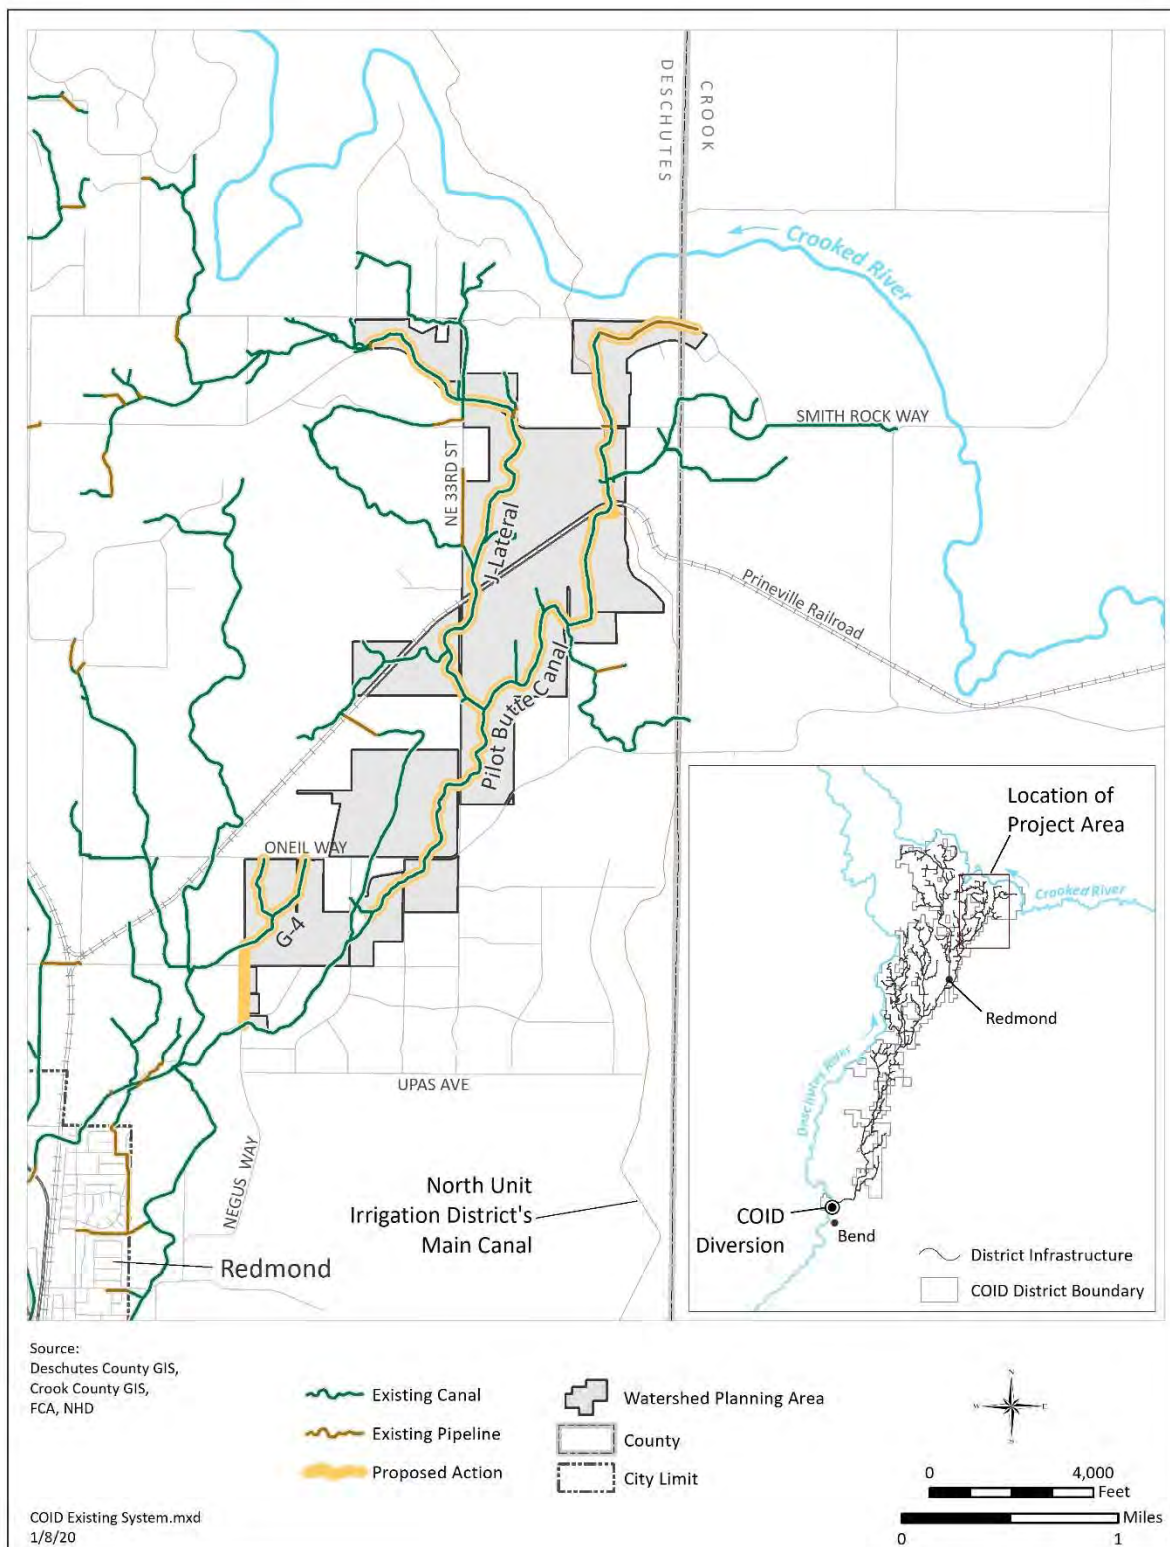 DESCHUTES
CROOK
Crooked River
SMITH ROCK WAY
NE 33RD ST
J-Lateral
Prineville Railroad
Pilot Butte Canal
ONEIL WAY
G-4
UPAS AVE
NEGUS WAY
North Unit
Irrigation District's
Main Canal
Redmond
Location of
Project Area
Crooked River
Redmond
Deschutes River
COID
Diversion
Bend
District Infrastructure
COID District Boundary
Source:
Deschutes County GIS,
Crook County GIS,
FCA, NHD
Existing Canal
Existing Pipeline
Proposed Action
Watershed Planning Area
County
City Limit
N
W
E
S
0 4,000
Feet
Miles
0 1
COID Existing System.mxd
1/8/20